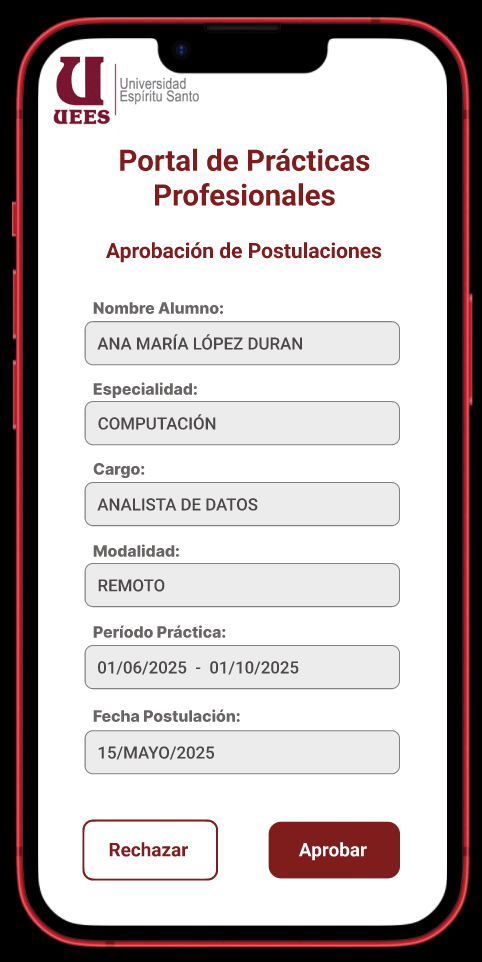 UEES
Universidad
Espíritu Santo
Portal de Prácticas
Profesionales
Aprobación de Postulaciones
Nombre Alumno:
ANA MARÍA LÓPEZ DURAN
Especialidad:
COMPUTACIÓN
Cargo:
ANALISTA DE DATOS
Modalidad:
REMOTO
Período Práctica:
01/06/2025 - 01/10/2025
Fecha Postulación:
15/MAYO/2025
Rechazar Aprobar